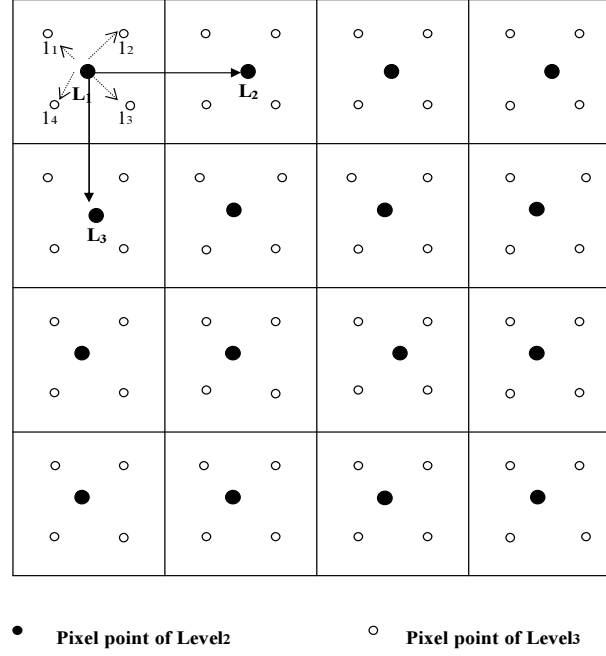 l₁ l₂
L₁ L₂
l₄ l₃
L₃
Pixel point of Level₂
Pixel point of Level₃